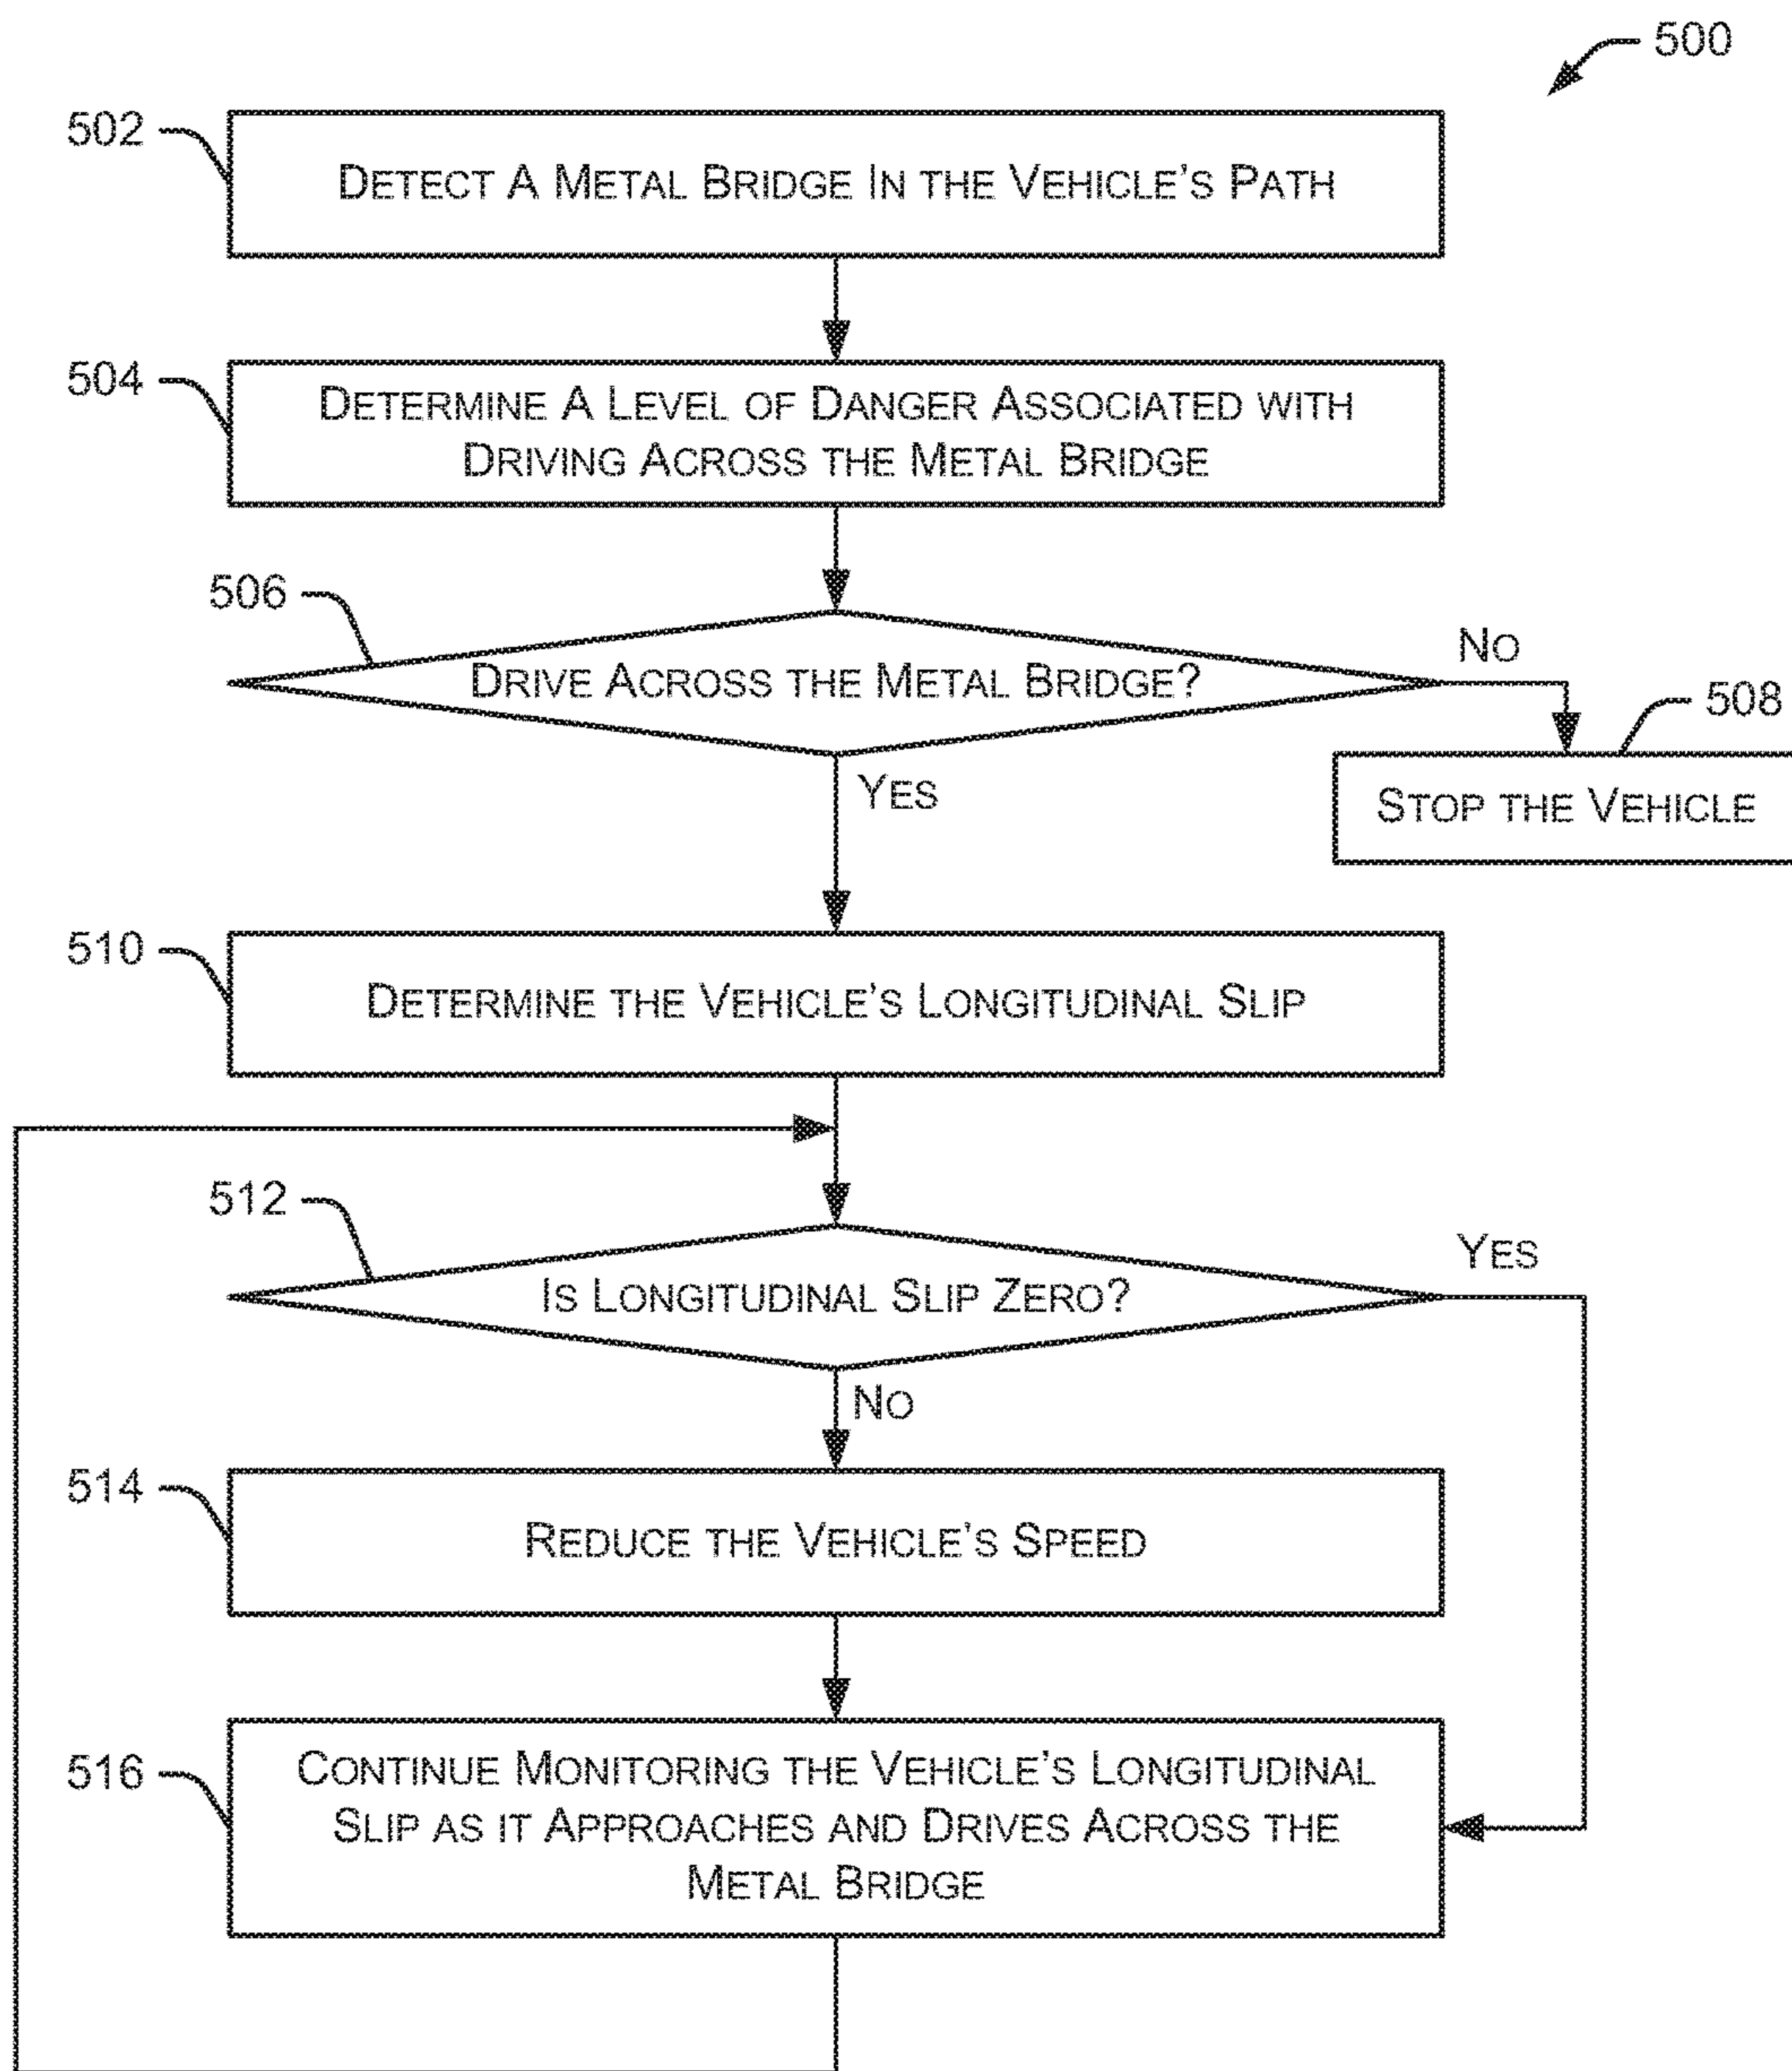 500
502
DETECT A METAL BRIDGE IN THE VEHICLE'S PATH
504
DETERMINE A LEVEL OF DANGER ASSOCIATED WITH
DRIVING ACROSS THE METAL BRIDGE
506
DRIVE ACROSS THE METAL BRIDGE?
NO
508
STOP THE VEHICLE
YES
510
DETERMINE THE VEHICLE'S LONGITUDINAL SLIP
512
IS LONGITUDINAL SLIP ZERO?
YES
NO
514
REDUCE THE VEHICLE'S SPEED
516
CONTINUE MONITORING THE VEHICLE'S LONGITUDINAL
SLIP AS IT APPROACHES AND DRIVES ACROSS THE
METAL BRIDGE